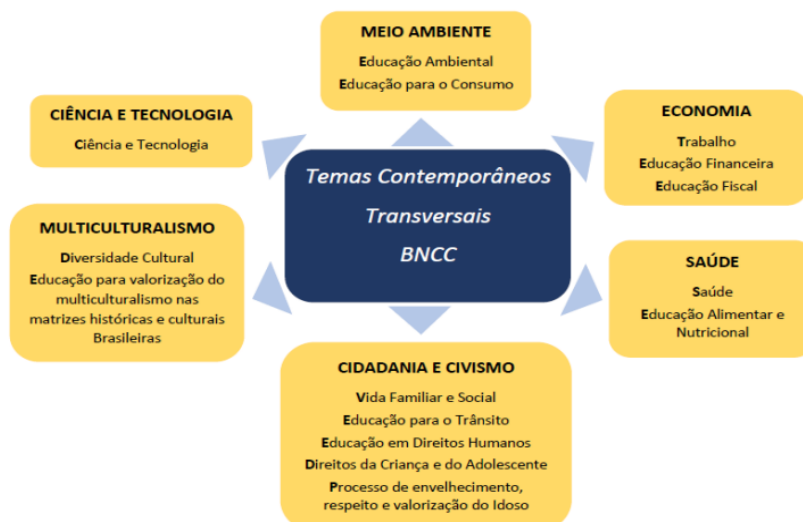 MEIO AMBIENTE
Educação Ambiental
Educação para o Consumo
CIÊNCIA E TECNOLOGIA
Ciência e Tecnologia
ECONOMIA
Trabalho
Educação Financeira
Educação Fiscal
Temas Contemporâneos
Transversais
BNCC
MULTICULTURALISMO
Diversidade Cultural
Educação para valorização do
multiculturalismo nas
matrizes históricas e culturais
Brasileiras
SAÚDE
Saúde
Educação Alimentar e
Nutricional
CIDADANIA E CIVISMO
Vida Familiar e Social
Educação para o Trânsito
Educação em Direitos Humanos
Direitos da Criança e do Adolescente
Processo de envelhecimento,
respeito e valorização do Idoso